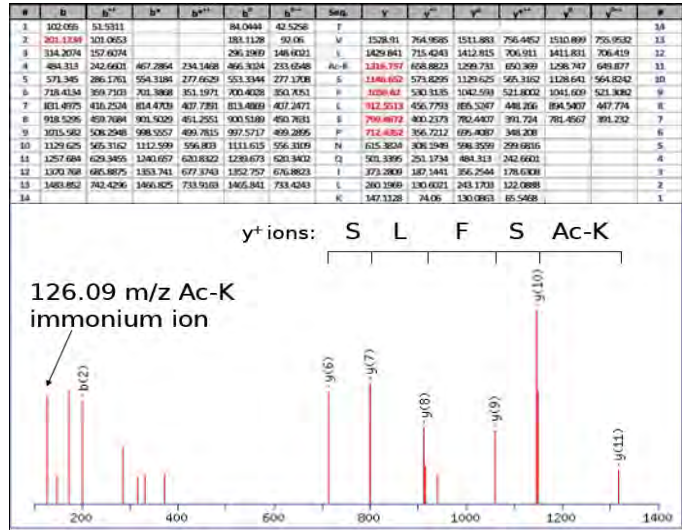 # b b++ b* b*++ b0 b0++ Seq. y y++ y* y*++ y0 y0++ #
1 102.055 51.5311 84.0444 42.5258 T 14
2 201.1234 101.0653 183.1128 92.06 V 1528.91 764.9585 1511.883 756.4452 1510.899 755.9532 13
3 314.2074 157.6074 296.1969 148.6021 L 1429.841 715.4243 1412.815 706.911 1411.831 706.419 12
4 484.313 242.6601 467.2864 234.1468 466.3024 233.6548 Ac-K 1316.757 658.8823 1299.731 650.369 1298.747 649.877 11
5 571.345 286.1761 554.3184 277.6629 553.3344 277.1708 S 1146.652 573.8295 1129.625 565.3162 1128.641 564.8242 10
6 718.4134 359.7103 701.3868 351.1971 700.4028 350.7051 F 1059.62 530.3135 1042.593 521.8002 1041.609 521.3082 9
7 831.4975 416.2524 814.4709 407.7391 813.4869 407.2471 L 912.5513 456.7793 895.5247 448.266 894.5407 447.774 8
8 918.5295 459.7684 901.5029 451.2551 900.5189 450.7631 S 799.4672 400.2373 782.4407 391.724 781.4567 391.232 7
9 1015.582 508.2948 998.5557 499.7815 997.5717 499.2895 P 712.4352 356.7212 695.4087 348.208 6
10 1129.625 565.3162 1112.599 556.803 1111.615 556.3109 N 615.3824 308.1949 598.3559 299.6816 5
11 1257.684 629.3455 1240.657 620.8322 1239.673 620.3402 Q 501.3395 251.1734 484.313 242.6601 4
12 1370.768 685.8875 1353.741 677.3743 1352.757 676.8823 I 373.2809 187.1441 356.2544 178.6308 3
13 1483.852 742.4296 1466.825 733.9163 1465.841 733.4243 L 260.1969 130.6021 243.1703 122.0888 2
14 K 147.1128 74.06 130.0863 65.5468 1
y+ ions: S L F S Ac-K
126.09 m/z Ac-K
immonium ion
b(2)
y(6)
y(7)
y(8)
y(9)
y(10)
y(11)
200 400 600 800 1000 1200 1400